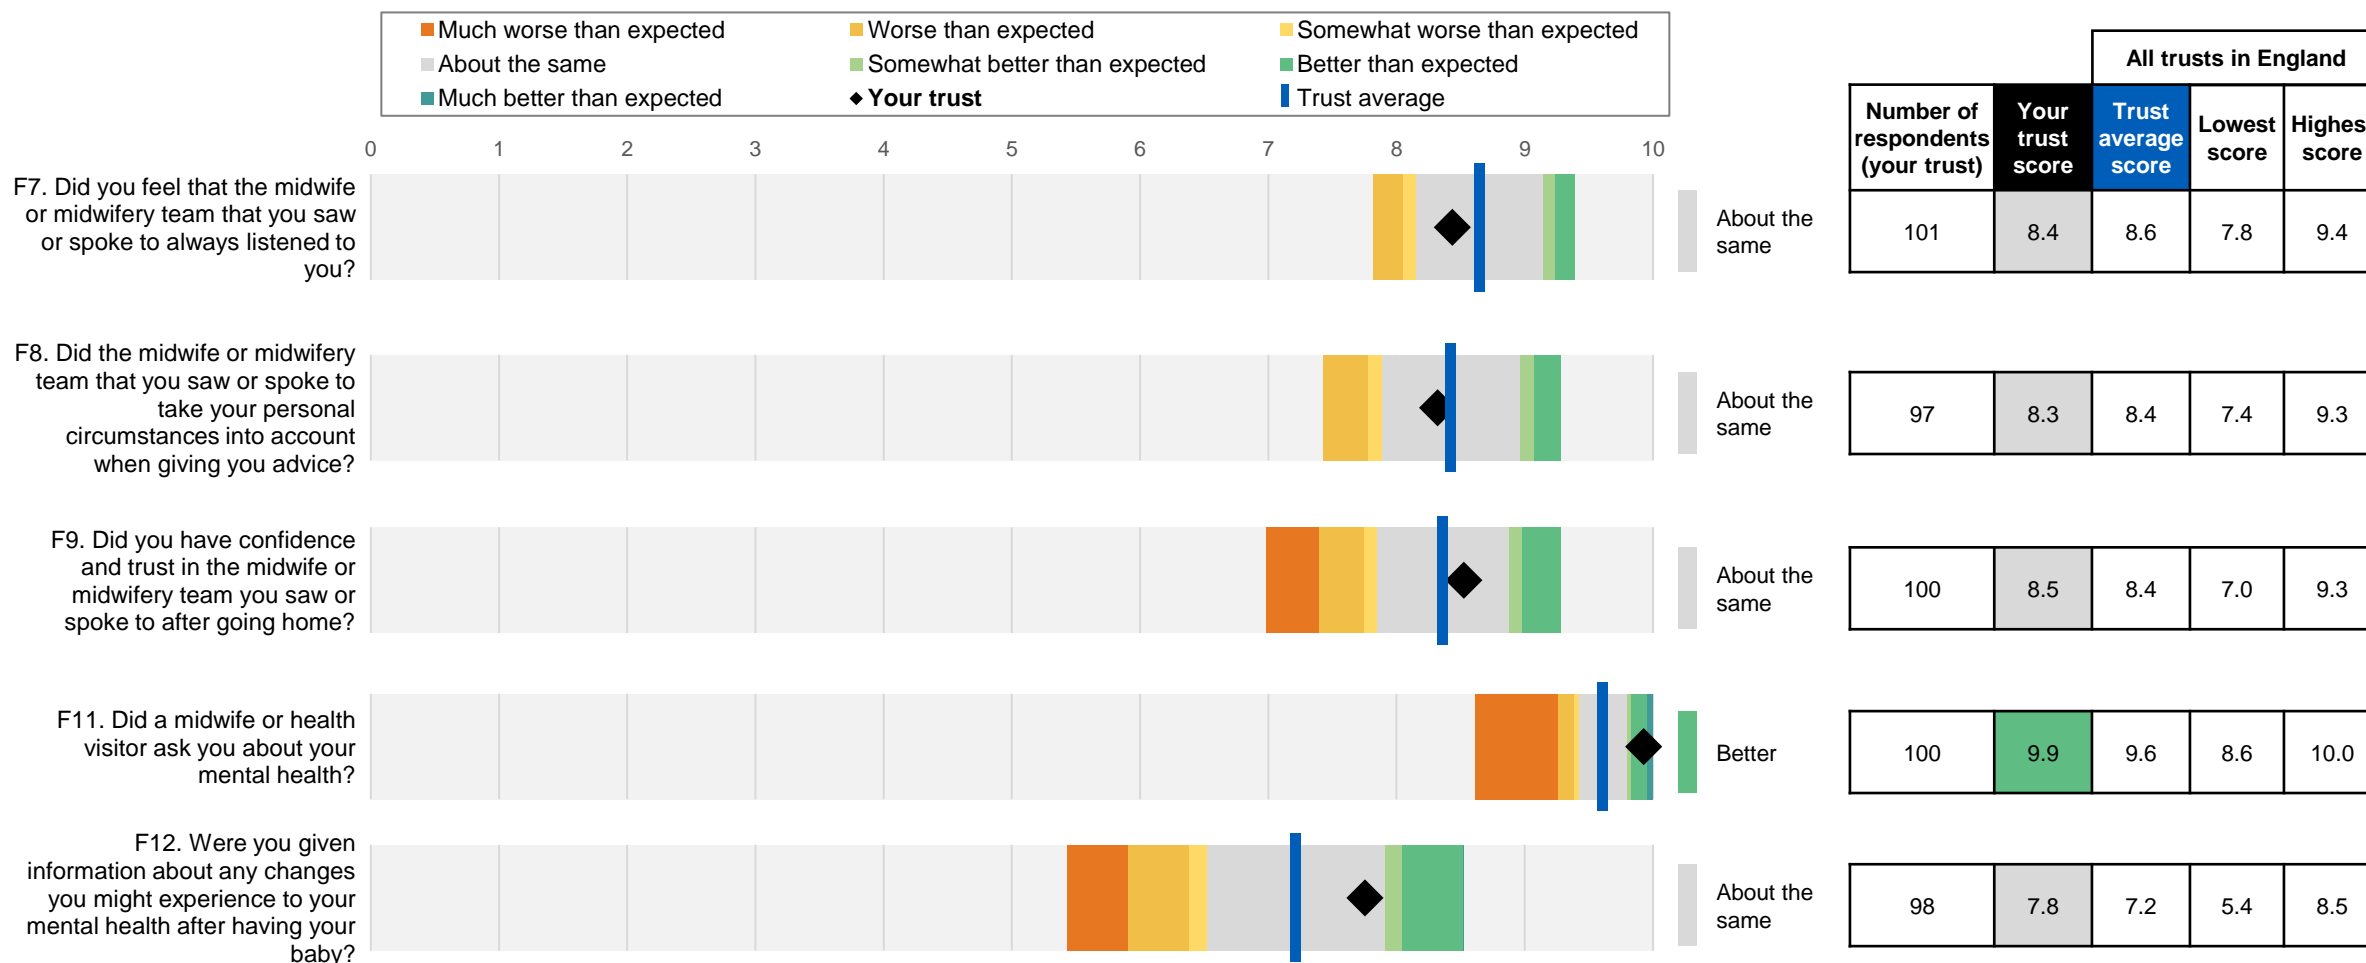 Much worse than expected
Worse than expected
Somewhat worse than expected
About the same
Somewhat better than expected
Better than expected
Much better than expected
Your trust
Trust average
All trusts in England
Number of
respondents
(your trust)
Your
trust
score
Trust
average
score
Lowest
score
Highes
score
0 1 2 3 4 5 6 7 8 9 10
F7. Did you feel that the midwife
or midwifery team that you saw
or spoke to always listened to
you?
About the
same
101 8.4 8.6 7.8 9.4
F8. Did the midwife or midwifery
team that you saw or spoke to
take your personal
circumstances into account
when giving you advice?
About the
same
97 8.3 8.4 7.4 9.3
F9. Did you have confidence
and trust in the midwife or
midwifery team you saw or
spoke to after going home?
About the
same
100 8.5 8.4 7.0 9.3
F11. Did a midwife or health
visitor ask you about your
mental health?
Better
100 9.9 9.6 8.6 10.0
F12. Were you given
information about any changes
you might experience to your
mental health after having your
baby?
About the
same
98 7.8 7.2 5.4 8.5